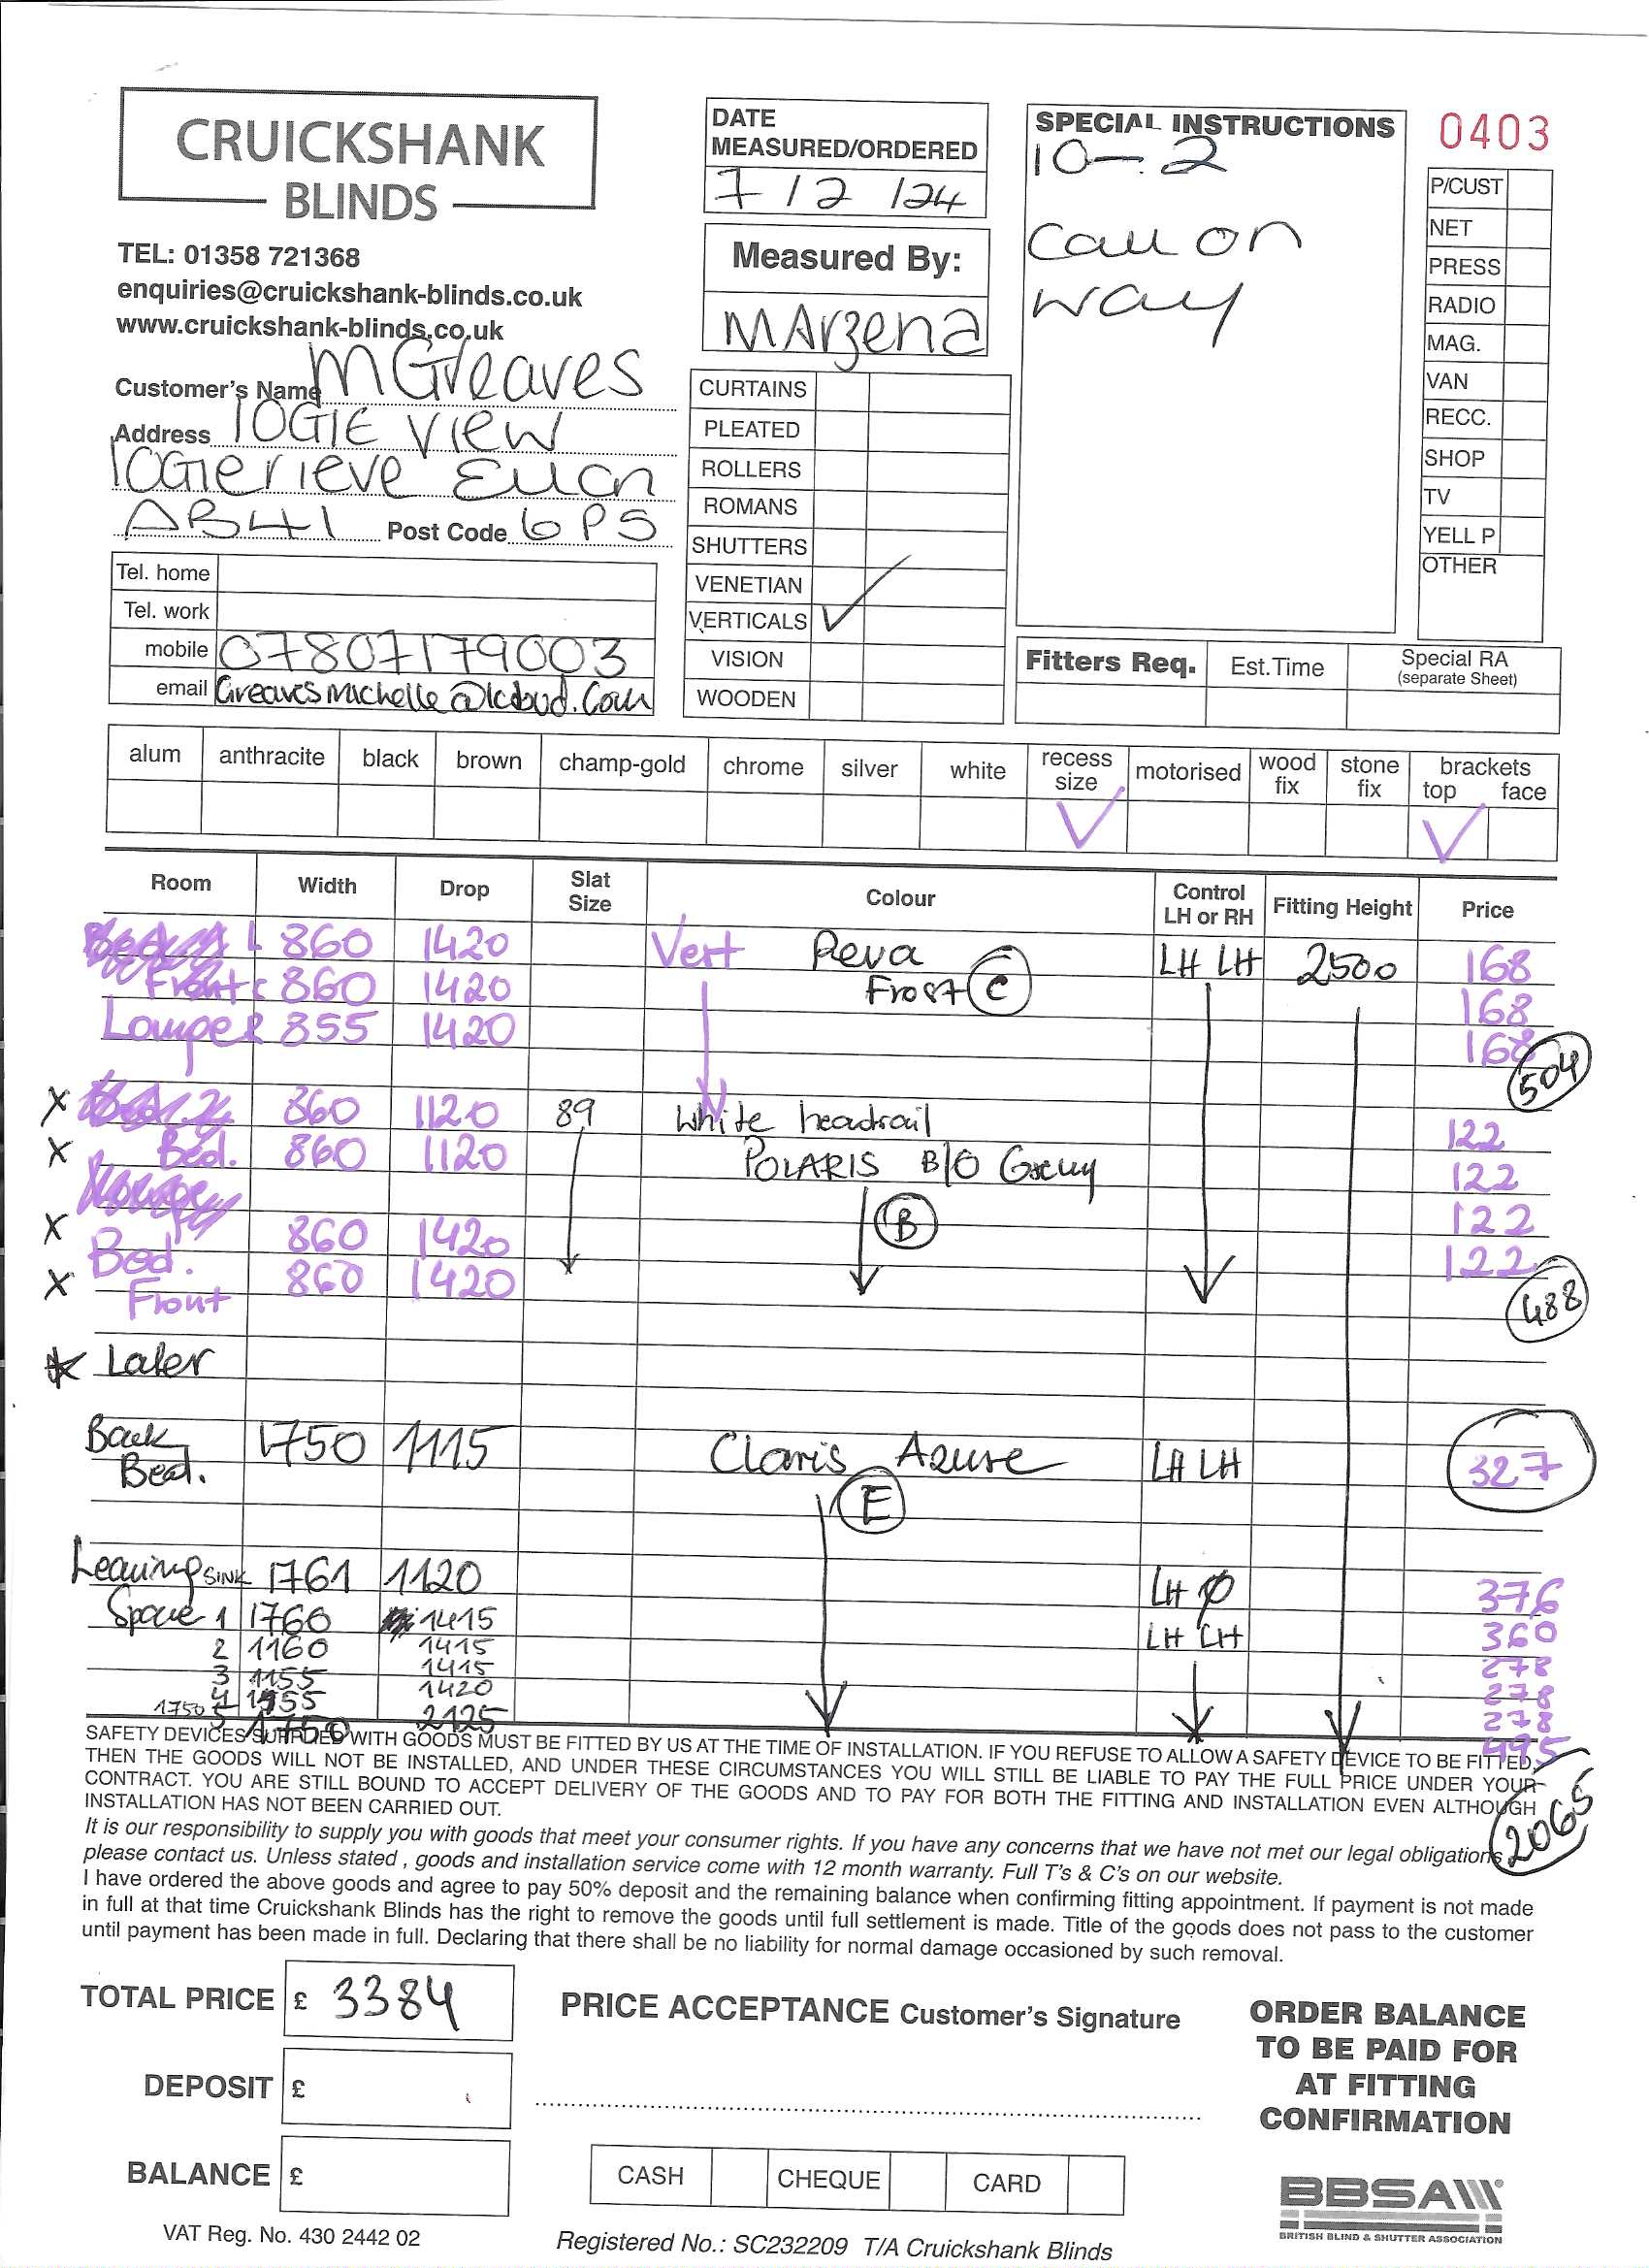 CRUICKSHANK
BLINDS
TEL: 01358 721368
enquiries@cruickshank-blinds.co.uk
www.cruickshank-blinds.co.uk
Customer's Name M Greaves
Address LOGIE VIEW
LOGIERIEVE Ellon
AB41 Post Code 6PS
Tel. home
Tel. work
mobile 07807179003
email Greavesmichelle@icloud.com
DATE
MEASURED/ORDERED
7 / 2 / 24
Measured By:
MArzena
CURTAINS
PLEATED
ROLLERS
ROMANS
SHUTTERS
VENETIAN
VERTICALS ✓
VISION
WOODEN
SPECIAL INSTRUCTIONS
10-2
Call on
way
0403
P/CUST
NET
PRESS
RADIO
MAG.
VAN
RECC.
SHOP
TV
YELL P
OTHER
Fitters Req. Est.Time Special RA
(separate Sheet)
alum anthracite black brown champ-gold chrome silver white recess size ✓ motorised wood fix stone fix brackets top ✓ face
Room Width Drop Slat Size Colour Control LH or RH Fitting Height Price
L 860 1420 Vert Reva LH LH 2500 168
Front C 860 1420 Frost C 168
Lounge R 855 1420 168
504
X 860 1120 89 White headrail 122
X Bed. 860 1120 POLARIS B/O Grey 122
X 860 1420 B 122
Bed.
X Front 860 1420 122
488
Later
Back
Bed. 1750 1115 Claris Azure LH LH 327
E
SINK 1761 1120 LH 376
1 1760 1415 LH LH 360
2 1160 1415 278
3 1155 1415 278
4 1155 1420 278
1750 5 1750 2125 495
2065
SAFETY DEVICES SUPPLIED WITH GOODS MUST BE FITTED BY US AT THE TIME OF INSTALLATION. IF YOU REFUSE TO ALLOW A SAFETY DEVICE TO BE FITTED,
THEN THE GOODS WILL NOT BE INSTALLED, AND UNDER THESE CIRCUMSTANCES YOU WILL STILL BE LIABLE TO PAY THE FULL PRICE UNDER YOUR
CONTRACT. YOU ARE STILL BOUND TO ACCEPT DELIVERY OF THE GOODS AND TO PAY FOR BOTH THE FITTING AND INSTALLATION EVEN ALTHOUGH
INSTALLATION HAS NOT BEEN CARRIED OUT.
It is our responsibility to supply you with goods that meet your consumer rights. If you have any concerns that we have not met our legal obligations
please contact us. Unless stated , goods and installation service come with 12 month warranty. Full T's & C's on our website.
I have ordered the above goods and agree to pay 50% deposit and the remaining balance when confirming fitting appointment. If payment is not made
in full at that time Cruickshank Blinds has the right to remove the goods until full settlement is made. Title of the goods does not pass to the customer
until payment has been made in full. Declaring that there shall be no liability for normal damage occasioned by such removal.
TOTAL PRICE £ 3384
DEPOSIT £
BALANCE £
PRICE ACCEPTANCE Customer's Signature
CASH CHEQUE CARD
ORDER BALANCE
TO BE PAID FOR
AT FITTING
CONFIRMATION
BBSA
BRITISH BLIND & SHUTTER ASSOCIATION
VAT Reg. No. 430 2442 02
Registered No.: SC232209 T/A Cruickshank Blinds